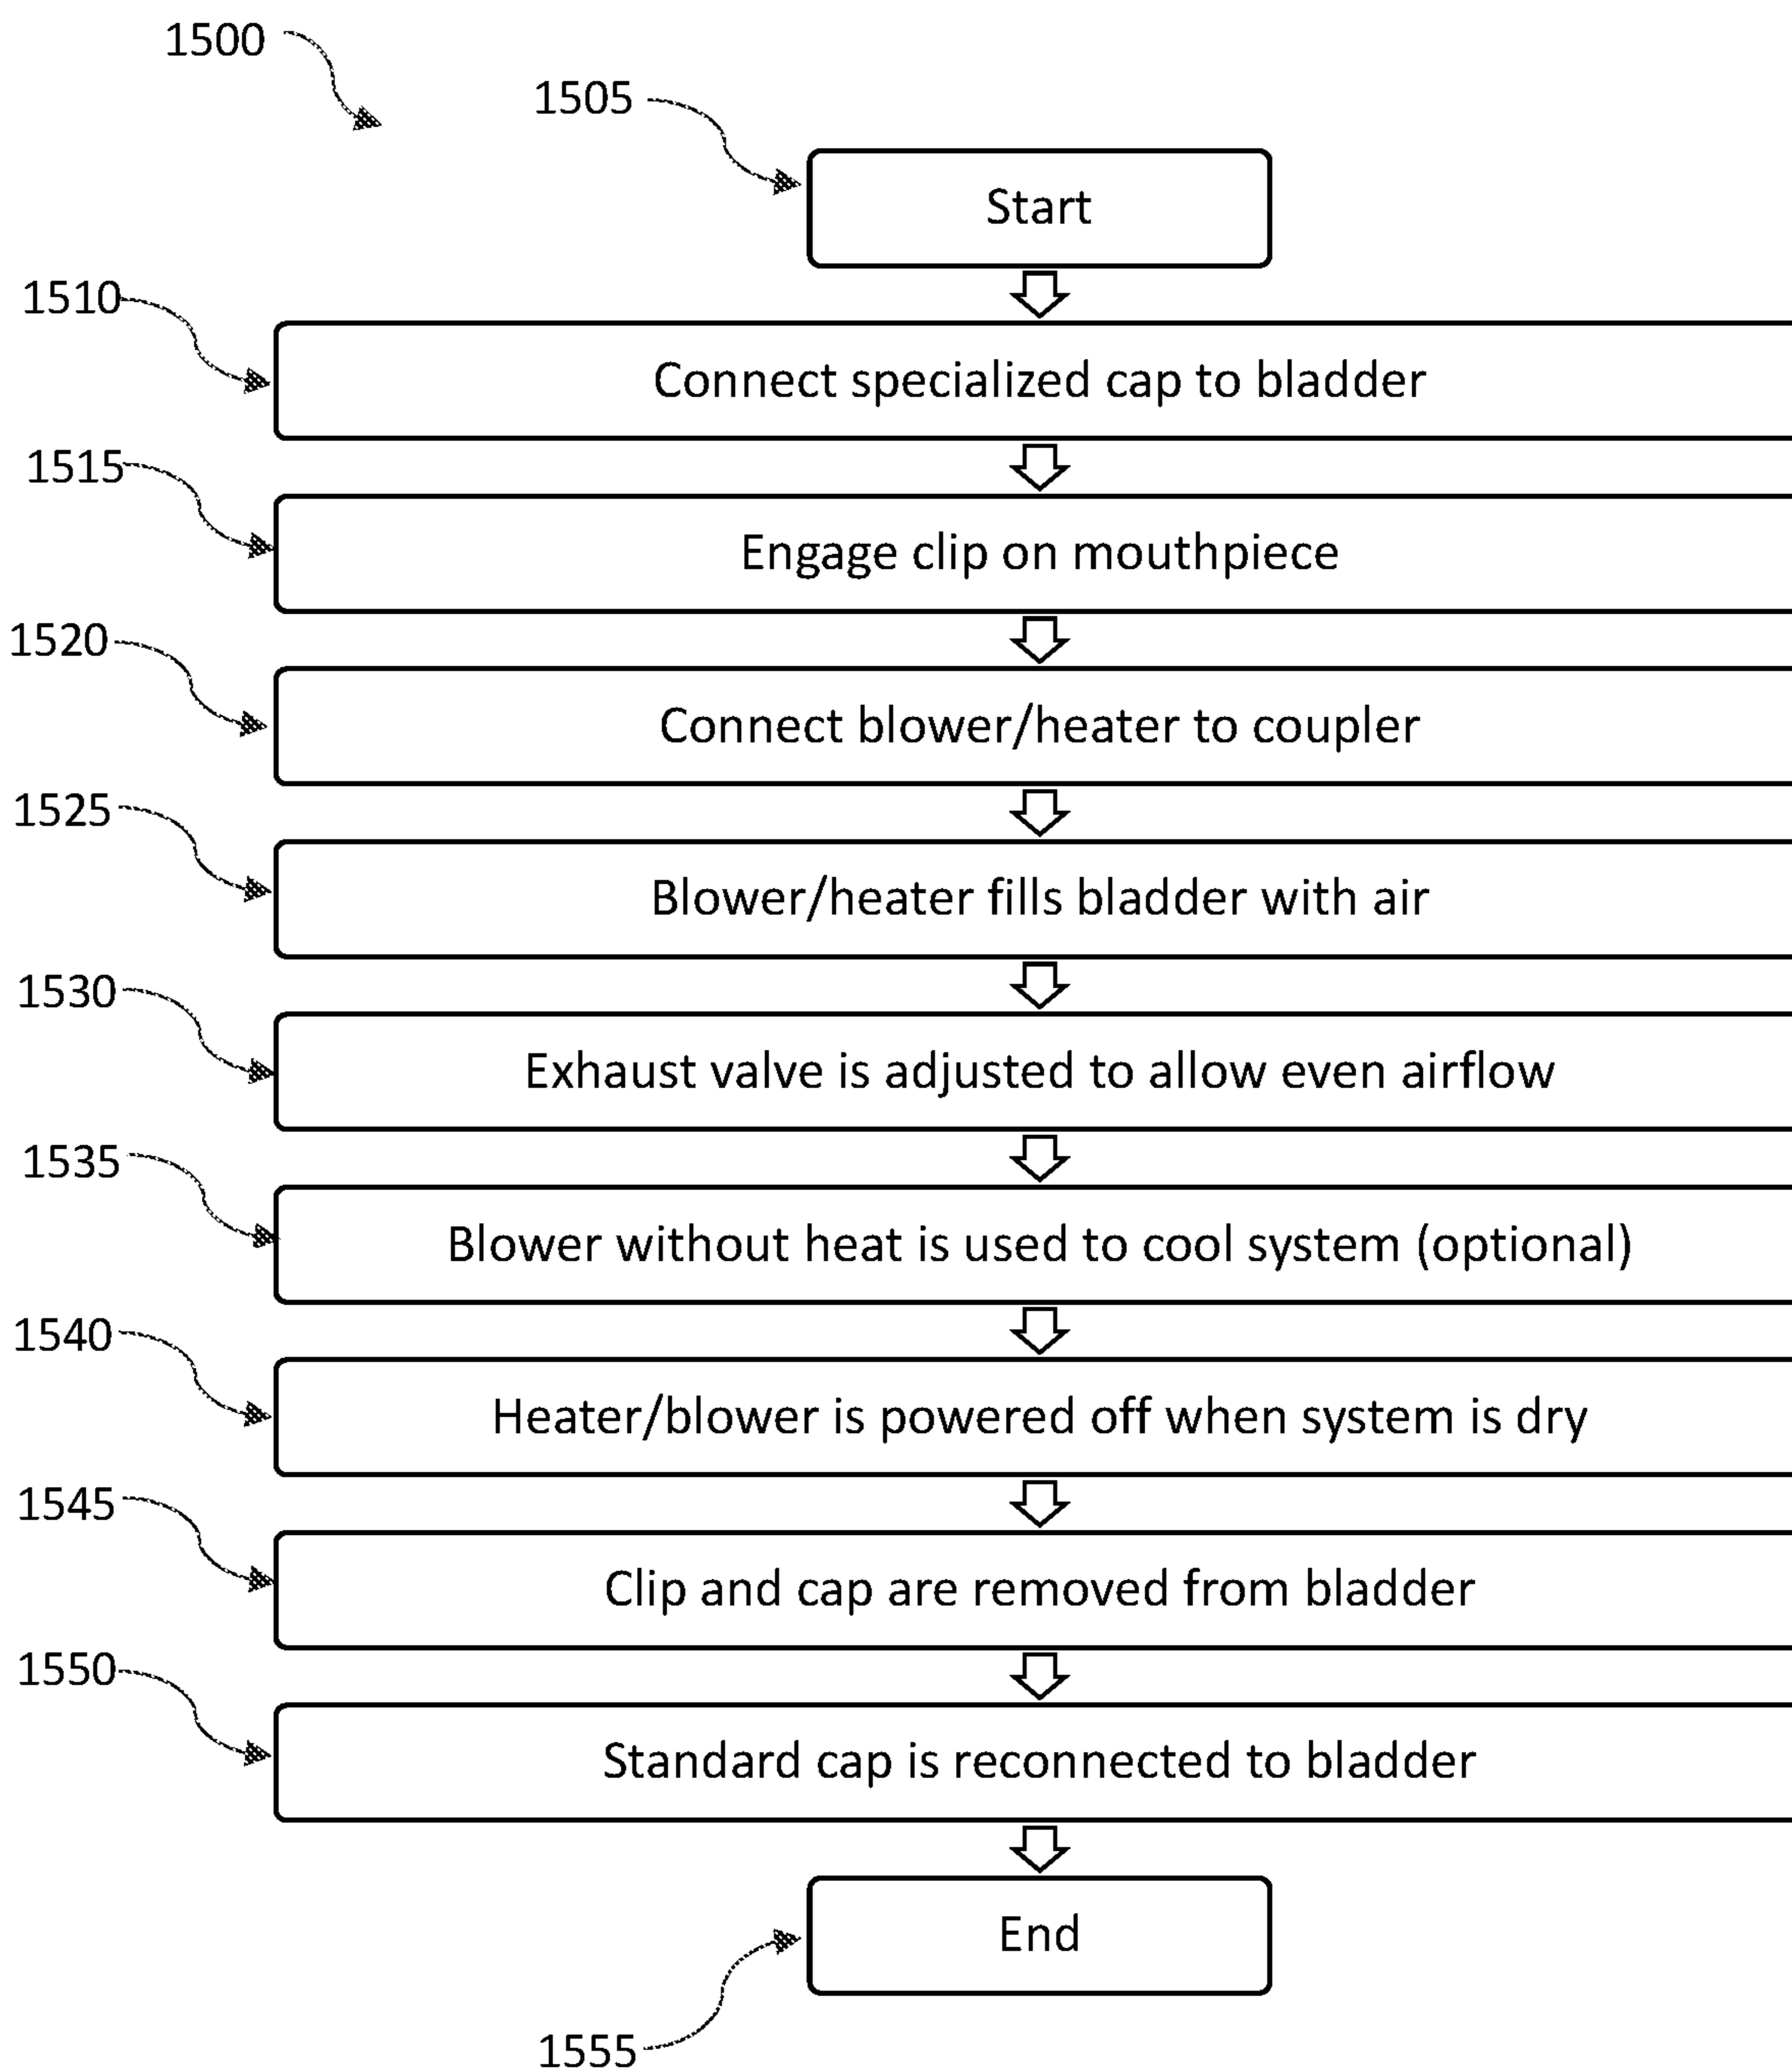 1500
1505
Start
1510
Connect specialized cap to bladder
1515
Engage clip on mouthpiece
1520
Connect blower/heater to coupler
1525
Blower/heater fills bladder with air
1530
Exhaust valve is adjusted to allow even airflow
1535
Blower without heat is used to cool system (optional)
1540
Heater/blower is powered off when system is dry
1545
Clip and cap are removed from bladder
1550
Standard cap is reconnected to bladder
End
1555